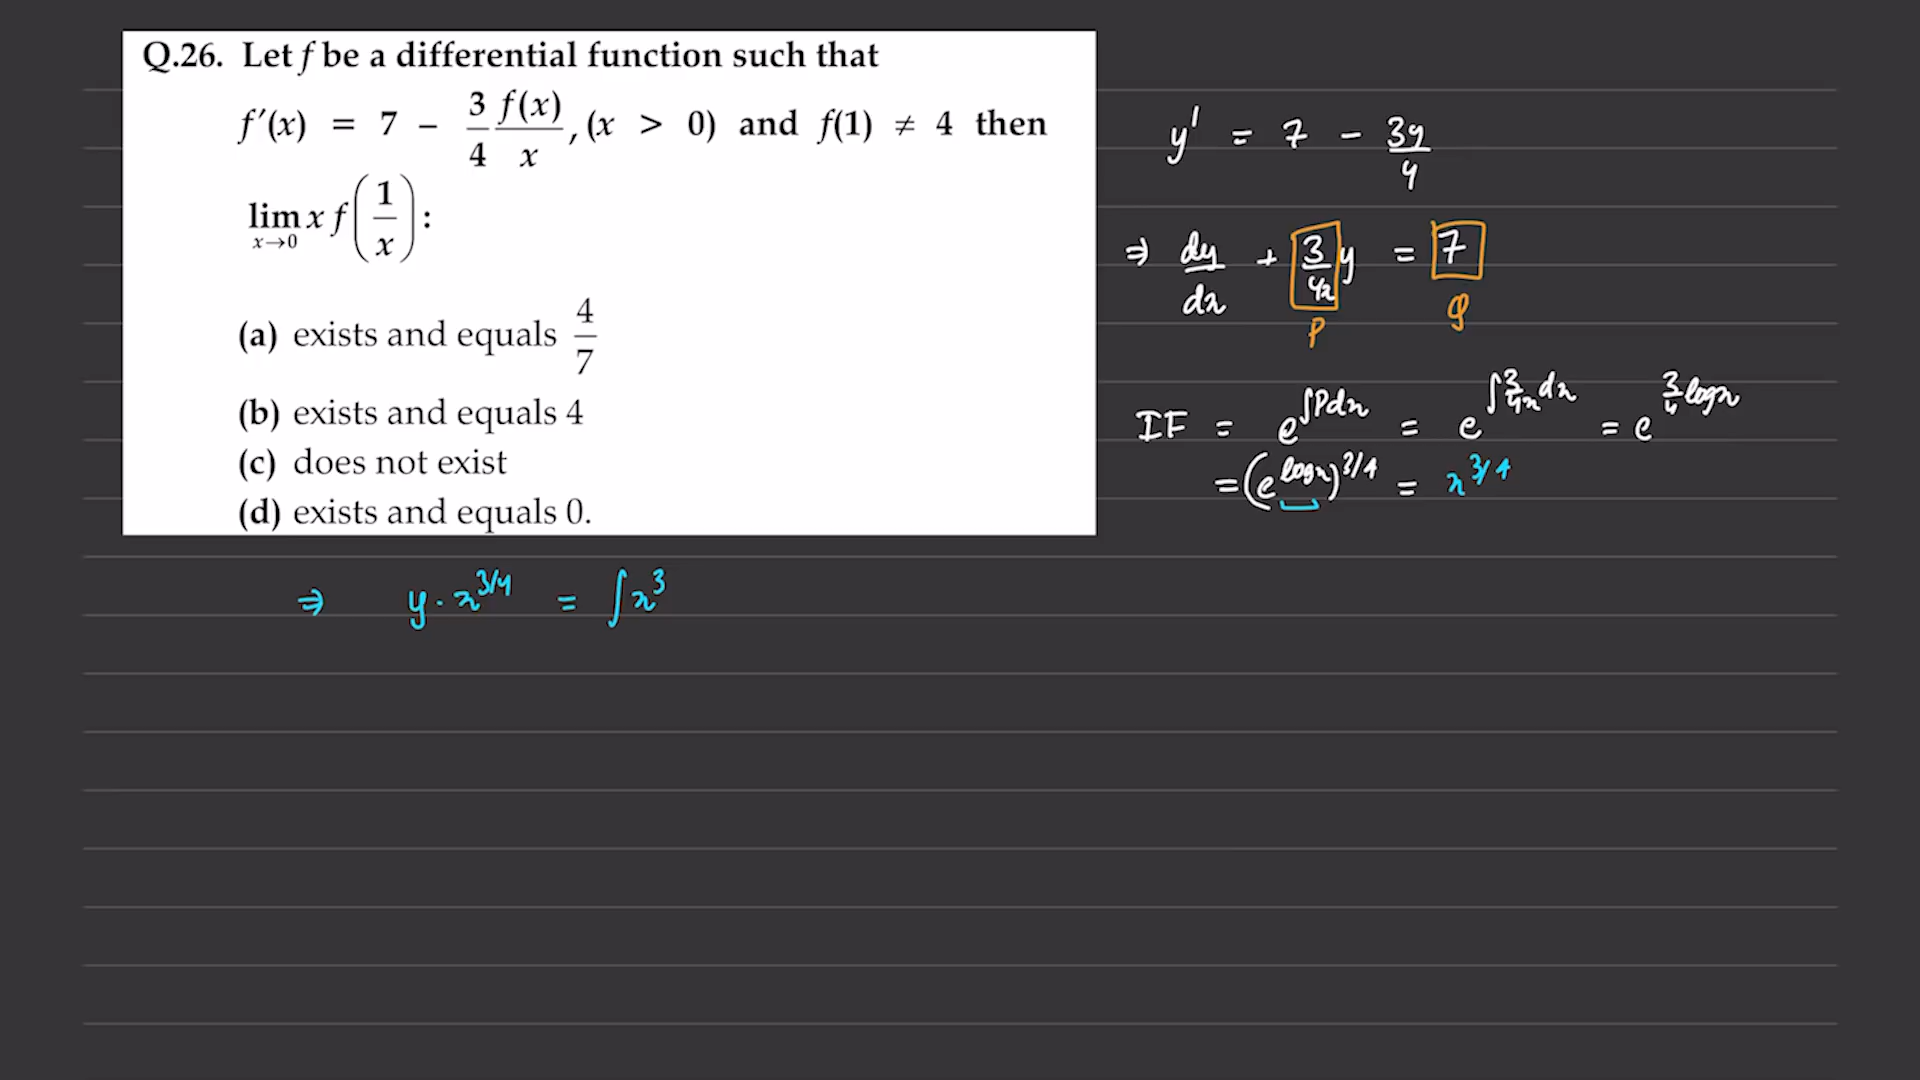 Q.26. Let f be a differential function such that
f'(x) = 7 - 3/4 f(x)/x, (x > 0) and f(1) ≠ 4 then
lim x→0 x f(1/x) :
(a) exists and equals 4/7
(b) exists and equals 4
(c) does not exist
(d) exists and equals 0.
y' = 7 - 3y/4
⇒ dy/dx + 3/4x y = 7
P Q
IF = e^∫Pdx = e^∫3/4x dx = e^3/4 logx
= (e^logx)^3/4 = x^3/4
⇒ y · x^3/4 = ∫x^3